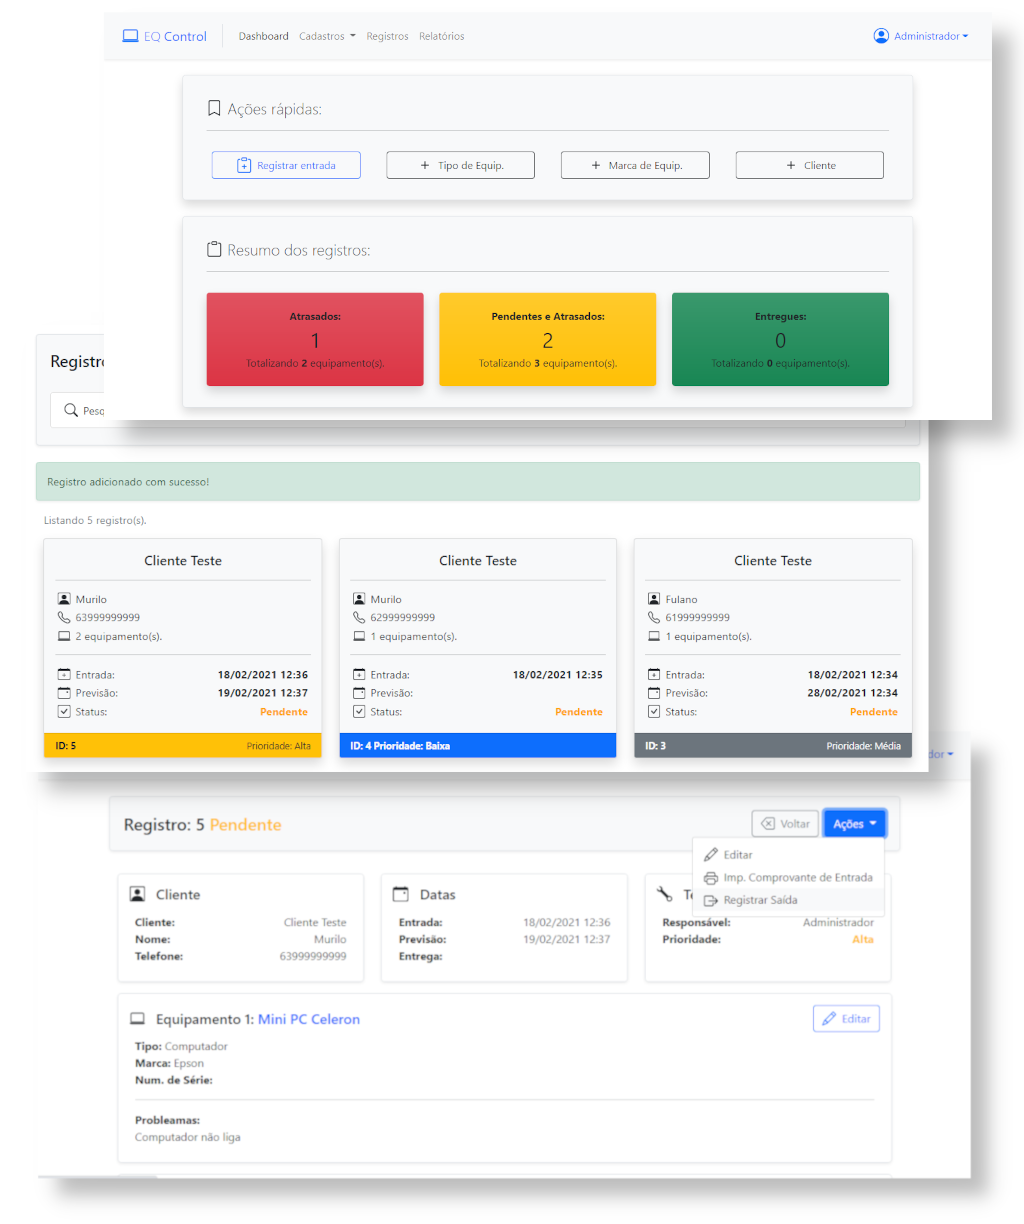 EQ Control Dashboard Cadastros Registros Relatórios Administrador
Ações rápidas:
Registrar entrada + Tipo de Equip. + Marca de Equip. + Cliente
Resumo dos registros:
Atrasados: Pendentes e Atrasados: Entregues:
1 2 0
Totalizando 2 equipamento(s). Totalizando 3 equipamento(s). Totalizando 0 equipamento(s).
Registro adicionado com sucesso!
Listando 5 registro(s).
Cliente Teste
Murilo
63999999999
2 equipamento(s).
Entrada: 18/02/2021 12:36
Previsão: 19/02/2021 12:37
Status: Pendente
ID: 5 Prioridade: Alta
Cliente Teste
Murilo
62999999999
1 equipamento(s).
Entrada: 18/02/2021 12:35
Previsão:
Status: Pendente
ID: 4 Prioridade: Baixa
Cliente Teste
Fulano
61999999999
1 equipamento(s).
Entrada: 18/02/2021 12:34
Previsão: 28/02/2021 12:34
Status: Pendente
ID: 3 Prioridade: Média
Registro: 5 Pendente Voltar Ações
Editar
Imp. Comprovante de Entrada
Registrar Saída
Cliente
Cliente: Cliente Teste
Nome: Murilo
Telefone: 63999999999
Datas
Entrada: 18/02/2021 12:36
Previsão: 19/02/2021 12:37
Entrega:
Responsável: Administrador
Prioridade: Alta
Equipamento 1: Mini PC Celeron Editar
Tipo: Computador
Marca: Epson
Num. de Série:
Probleamas:
Computador não liga